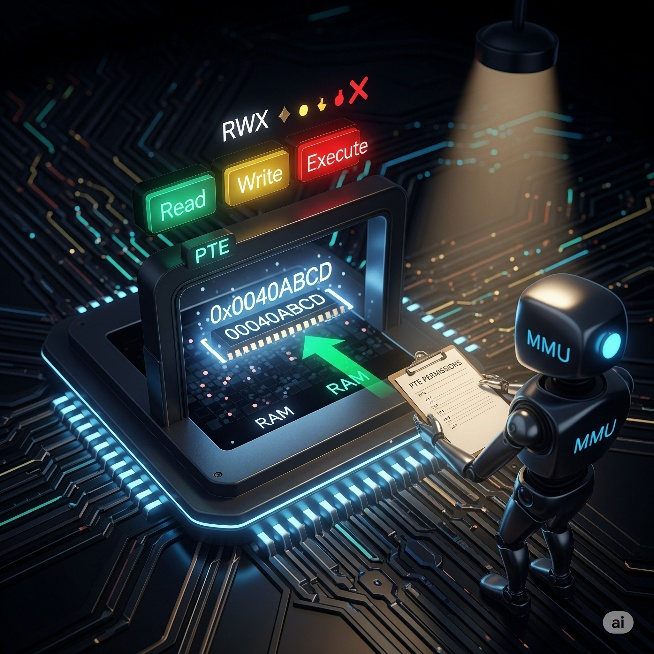 RWX
Read
Write
Execute
PTE
0x0040ABCD
00040ABCD
RAM
RAM
PTE PERMISSIONS
MMU
MMU
ai